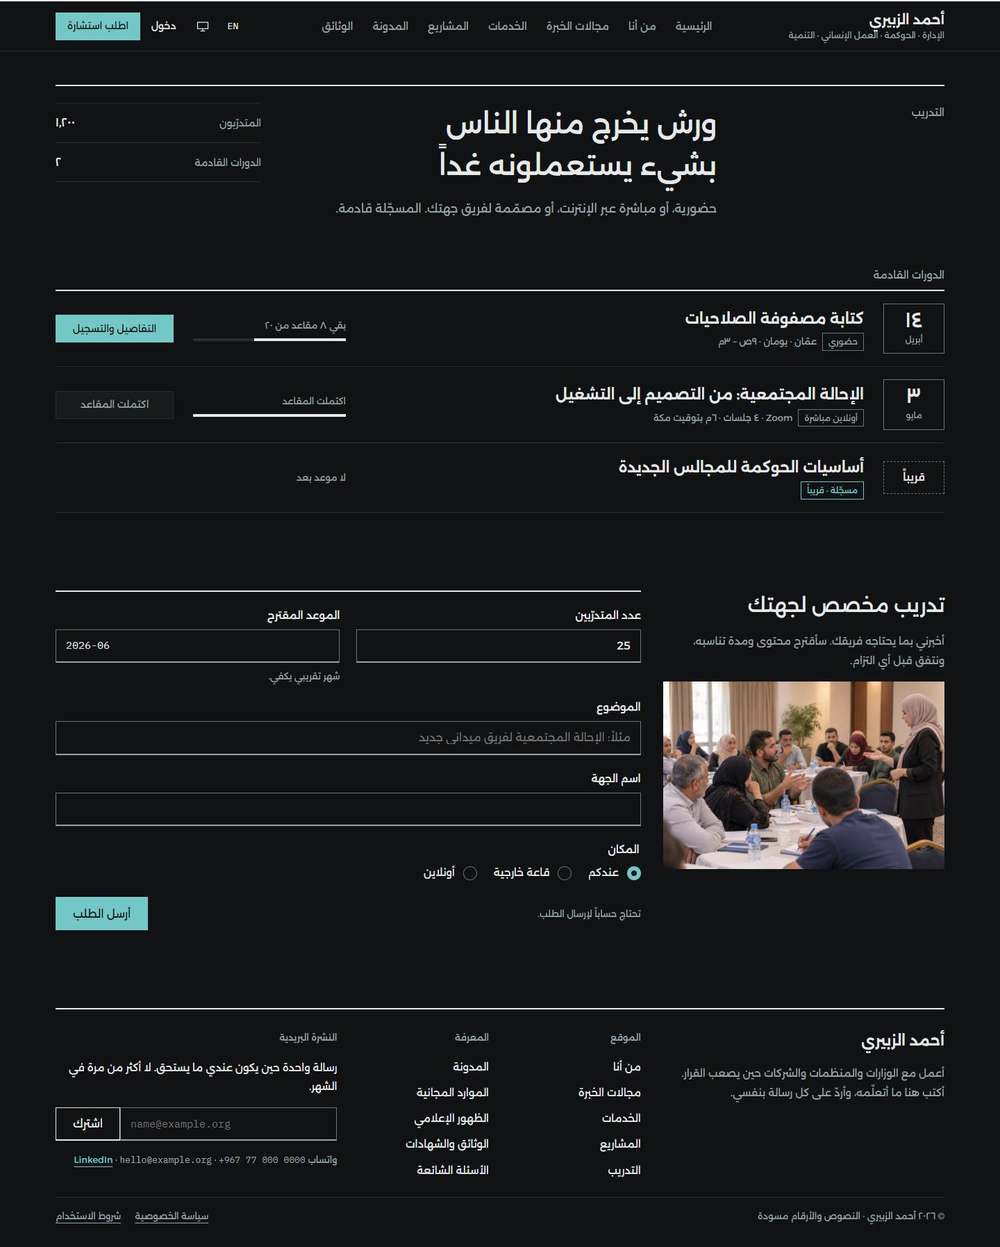 أحمد الزبيري
الإدارة · الحوكمة · العمل الإنساني · التنمية
الرئيسية
من أنا
مجالات الخبرة
الخدمات
المشاريع
المدونة
الوثائق
EN
دخول
اطلب استشارة
التدريب
ورش يخرج منها الناس
بشيء يستعملونه غداً
حضورية، أو مباشرة عبر الإنترنت، أو مصمّمة لفريق جهتك. المسجّلة قادمة.
المتدرّبون
١٬٢٠٠
الدورات القادمة
٢
الدورات القادمة
١٤
أبريل
كتابة مصفوفة الصلاحيات
حضوري
عمّان · يومان · ٩ص – ٣م
بقي ٨ مقاعد من ٢٠
التفاصيل والتسجيل
٣
مايو
الإحالة المجتمعية: من التصميم إلى التشغيل
أونلاين مباشرة
Zoom · ٤ جلسات · ٦م بتوقيت مكة
اكتملت المقاعد
اكتملت المقاعد
قريباً
أساسيات الحوكمة للمجالس الجديدة
مسجّلة · قريباً
لا موعد بعد
تدريب مخصص لجهتك
أخبرني بما يحتاجه فريقك. سأقترح محتوى ومدة تناسبه،
ونتفق قبل أي التزام.
عدد المتدرّبين
25
الموعد المقترح
2026-06
شهر تقريبي يكفي.
الموضوع
مثلاً: الإحالة المجتمعية لفريق ميداني جديد
اسم الجهة
المكان
عندكم
قاعة خارجية
أونلاين
تحتاج حساباً لإرسال الطلب.
أرسل الطلب
أحمد الزبيري
أعمل مع الوزارات والمنظمات والشركات حين يصعب القرار.
أكتب هنا ما أتعلّمه، وأردّ على كل رسالة بنفسي.
الموقع
من أنا
مجالات الخبرة
الخدمات
المشاريع
التدريب
المعرفة
المدونة
الموارد المجانية
الظهور الإعلامي
الوثائق والشهادات
الأسئلة الشائعة
النشرة البريدية
رسالة واحدة حين يكون عندي ما يستحق. لا أكثر من مرة في
الشهر.
name@example.org
اشترك
واتساب 0000 000 77 967+ · hello@example.org · LinkedIn
© ٢٠٢٦ أحمد الزبيري · النصوص والأرقام مسودة
سياسة الخصوصية
شروط الاستخدام